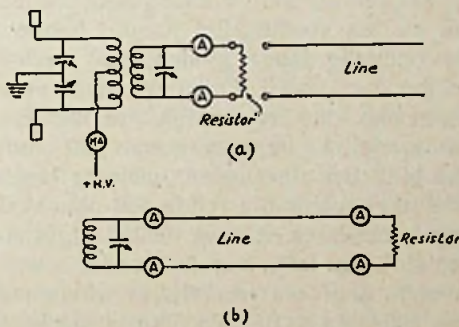 A
A
Line
Resistor
MA
(a)
+ H.V.
A
A
Line
Resistor
A
A
(b)